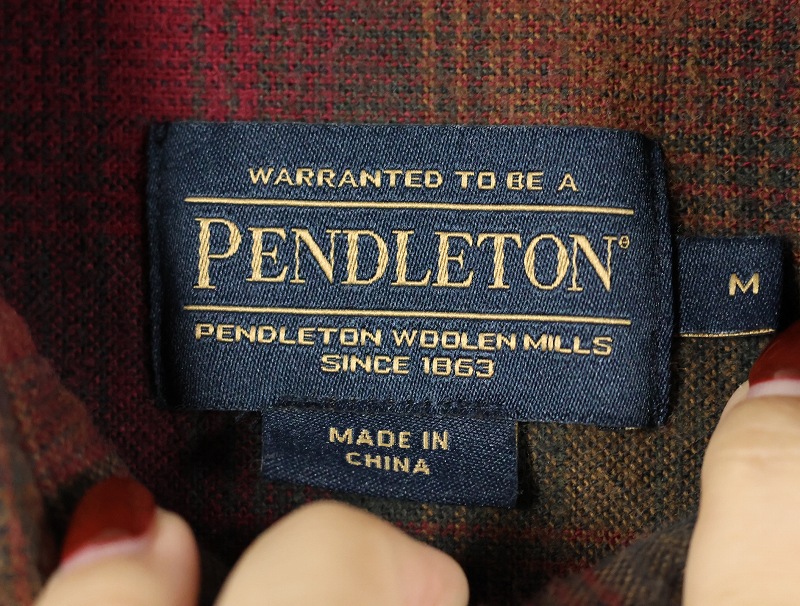 WARRANTED TO BE A
PENDLETON®
M
PENDLETON WOOLEN MILLS
SINCE 1863
MADE IN
CHINA